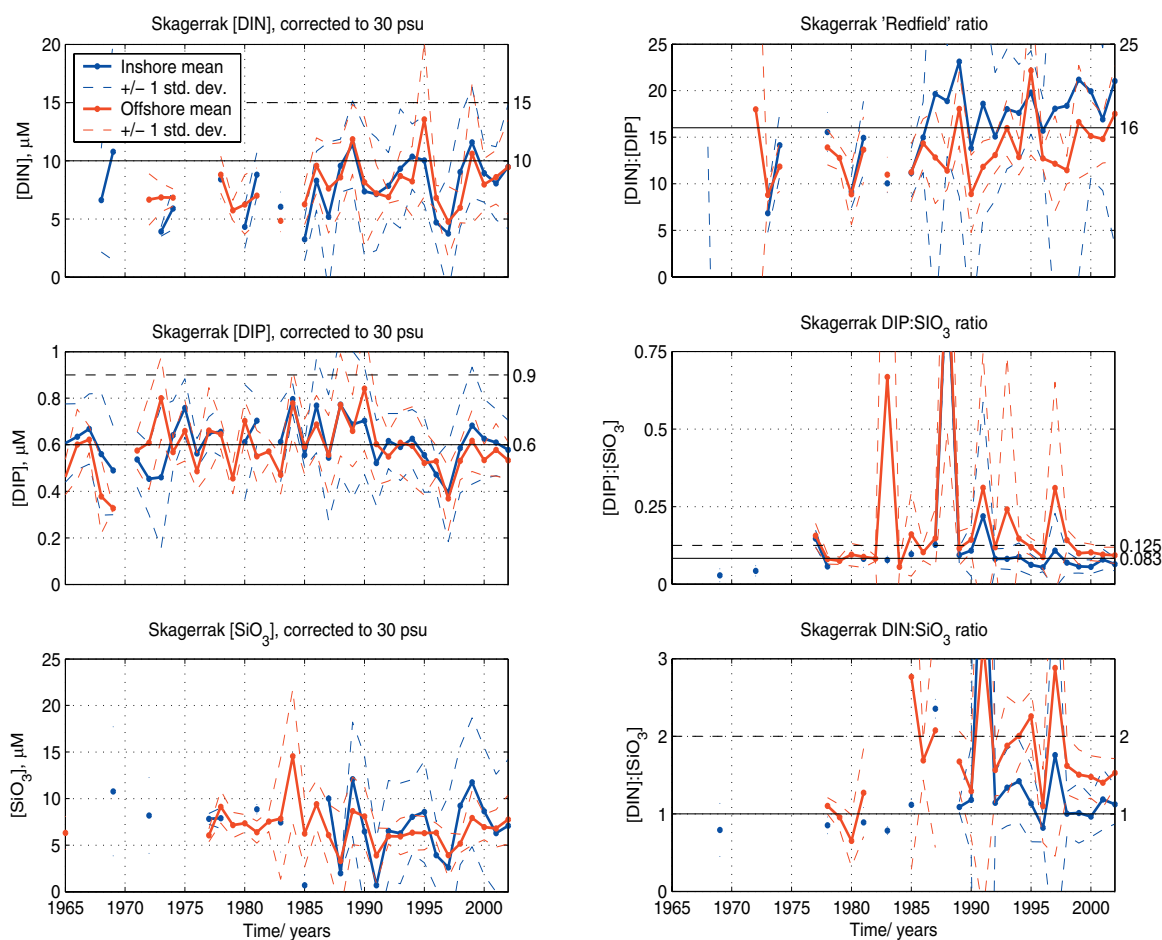 Skagerrak [DIN], corrected to 30 psu
20
15
10
5
0
[DIN], μM
Inshore mean
+/− 1 std. dev.
Offshore mean
+/− 1 std. dev.
15
10
Skagerrak 'Redfield' ratio
25
20
15
10
5
0
[DIN]:[DIP]
25
16
Skagerrak [DIP], corrected to 30 psu
1
0.8
0.6
0.4
0.2
0
[DIP], μM
0.9
0.6
Skagerrak DIP:SIO3 ratio
0.75
0.5
0.25
0
[DIP]:[SiO3]
0.125
0.083
Skagerrak [SiO3], corrected to 30 psu
25
20
15
10
5
0
[SiO3], μM
1965 1970 1975 1980 1985 1990 1995 2000
Time/ years
Skagerrak DIN:SiO3 ratio
3
2
1
0
[DIN]:[SiO3]
2
1
1965 1970 1975 1980 1985 1990 1995 2000
Time/ years